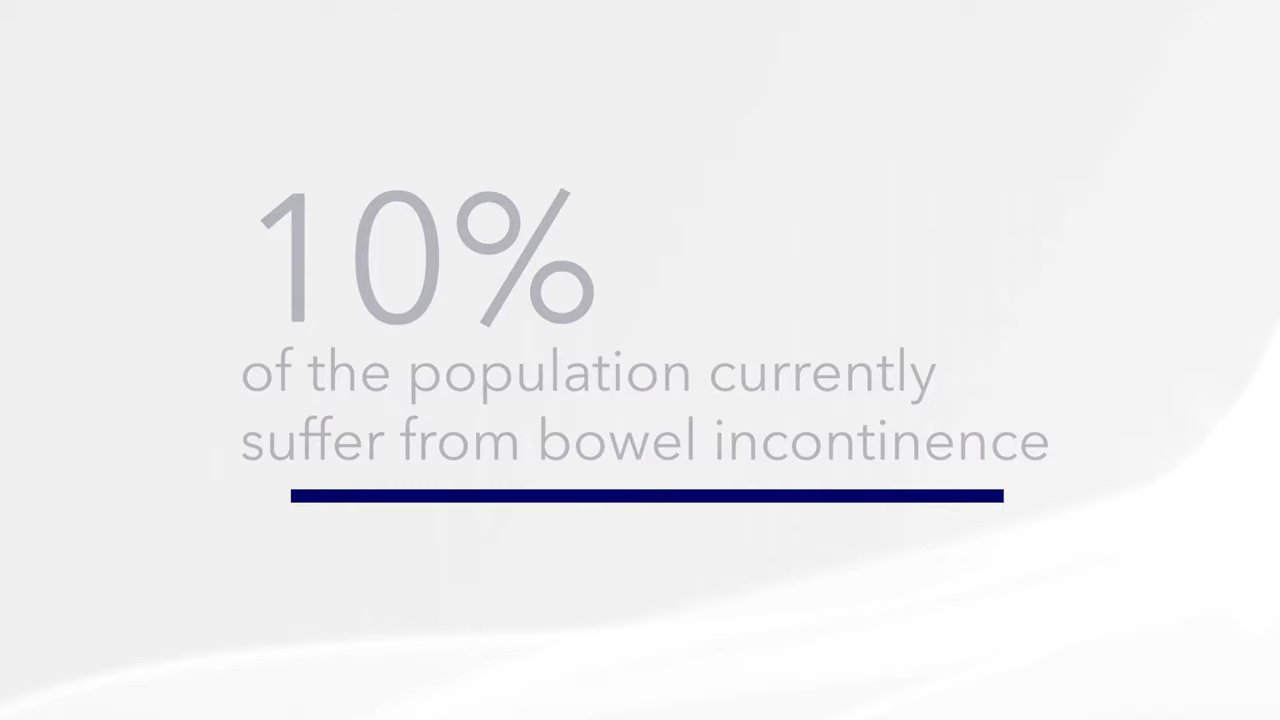 10%
of the population currently
suffer from bowel incontinence